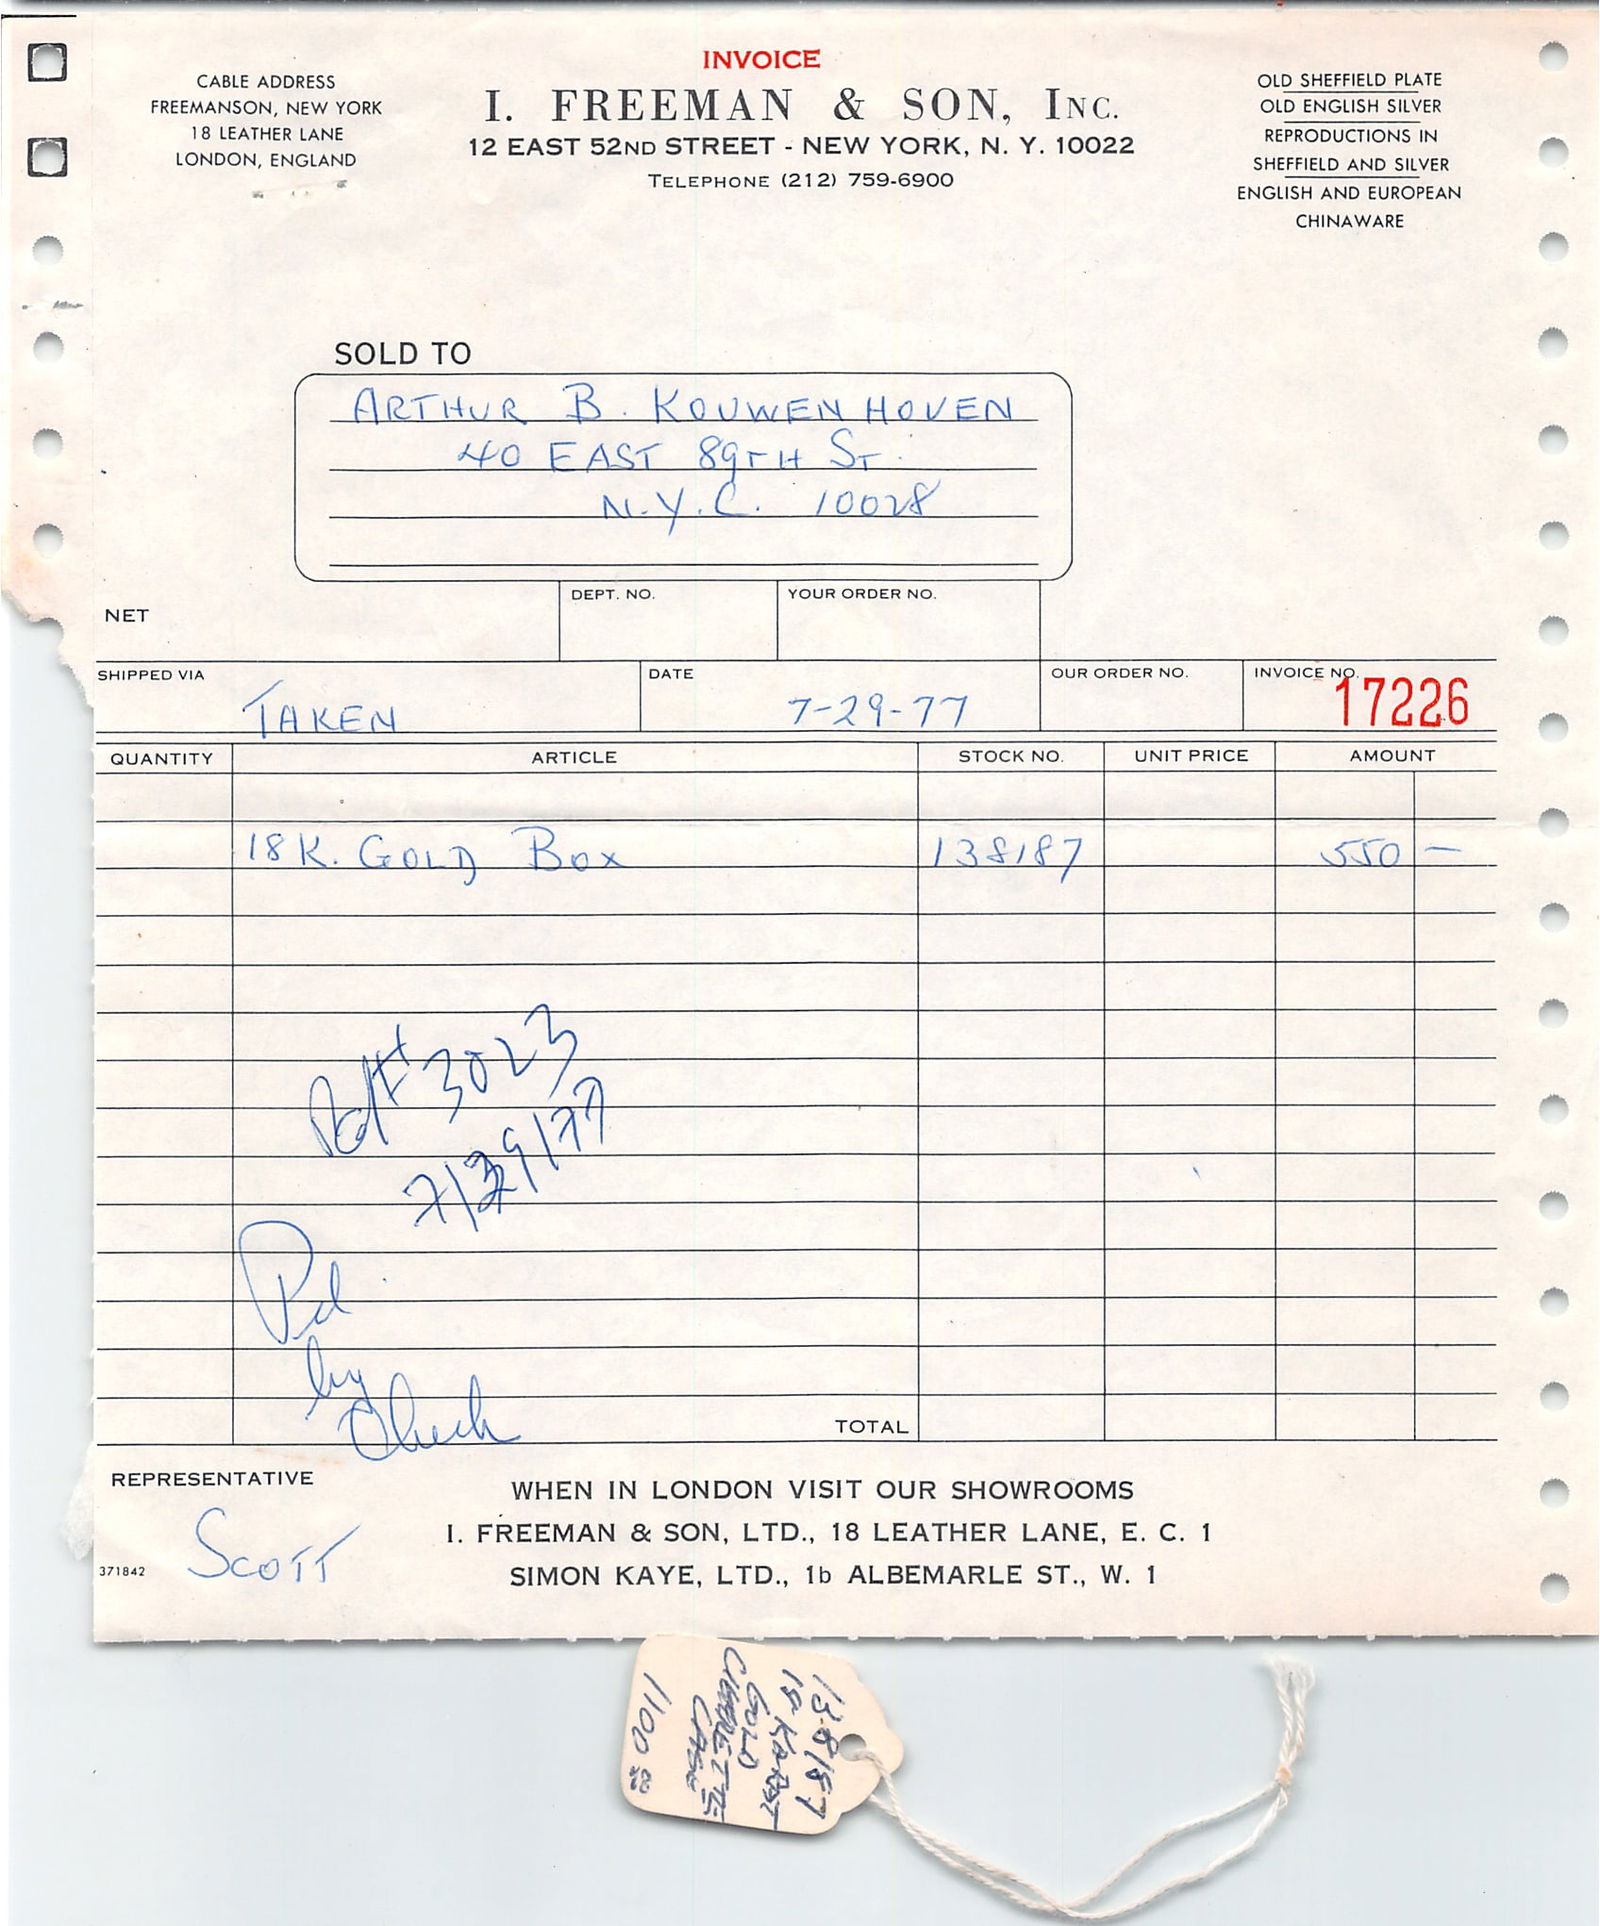 INVOICE
CABLE ADDRESS
FREEMANSON, NEW YORK
18 LEATHER LANE
LONDON, ENGLAND
I. FREEMAN & SON, INC.
12 EAST 52ND STREET - NEW YORK, N. Y. 10022
TELEPHONE (212) 759-6900
OLD SHEFFIELD PLATE
OLD ENGLISH SILVER
REPRODUCTIONS IN
SHEFFIELD AND SILVER
ENGLISH AND EUROPEAN
CHINAWARE
SOLD TO
ARTHUR B. KOUWENHOVEN
40 EAST 89TH ST.
N.Y.C. 10028
NET DEPT. NO. YOUR ORDER NO.
SHIPPED VIA TAKEN DATE 7-29-77 OUR ORDER NO. INVOICE NO. 17226
QUANTITY ARTICLE STOCK NO. UNIT PRICE AMOUNT
18 K. GOLD BOX 138187 550 —
Pd # 3023
7/29/77
Pd
by
Check
TOTAL
REPRESENTATIVE
SCOTT
371842
WHEN IN LONDON VISIT OUR SHOWROOMS
I. FREEMAN & SON, LTD., 18 LEATHER LANE, E. C. 1
SIMON KAYE, LTD., 1b ALBEMARLE ST., W. 1
138187
18 KARAT
GOLD
CIGARETTE
CASE
1100 00